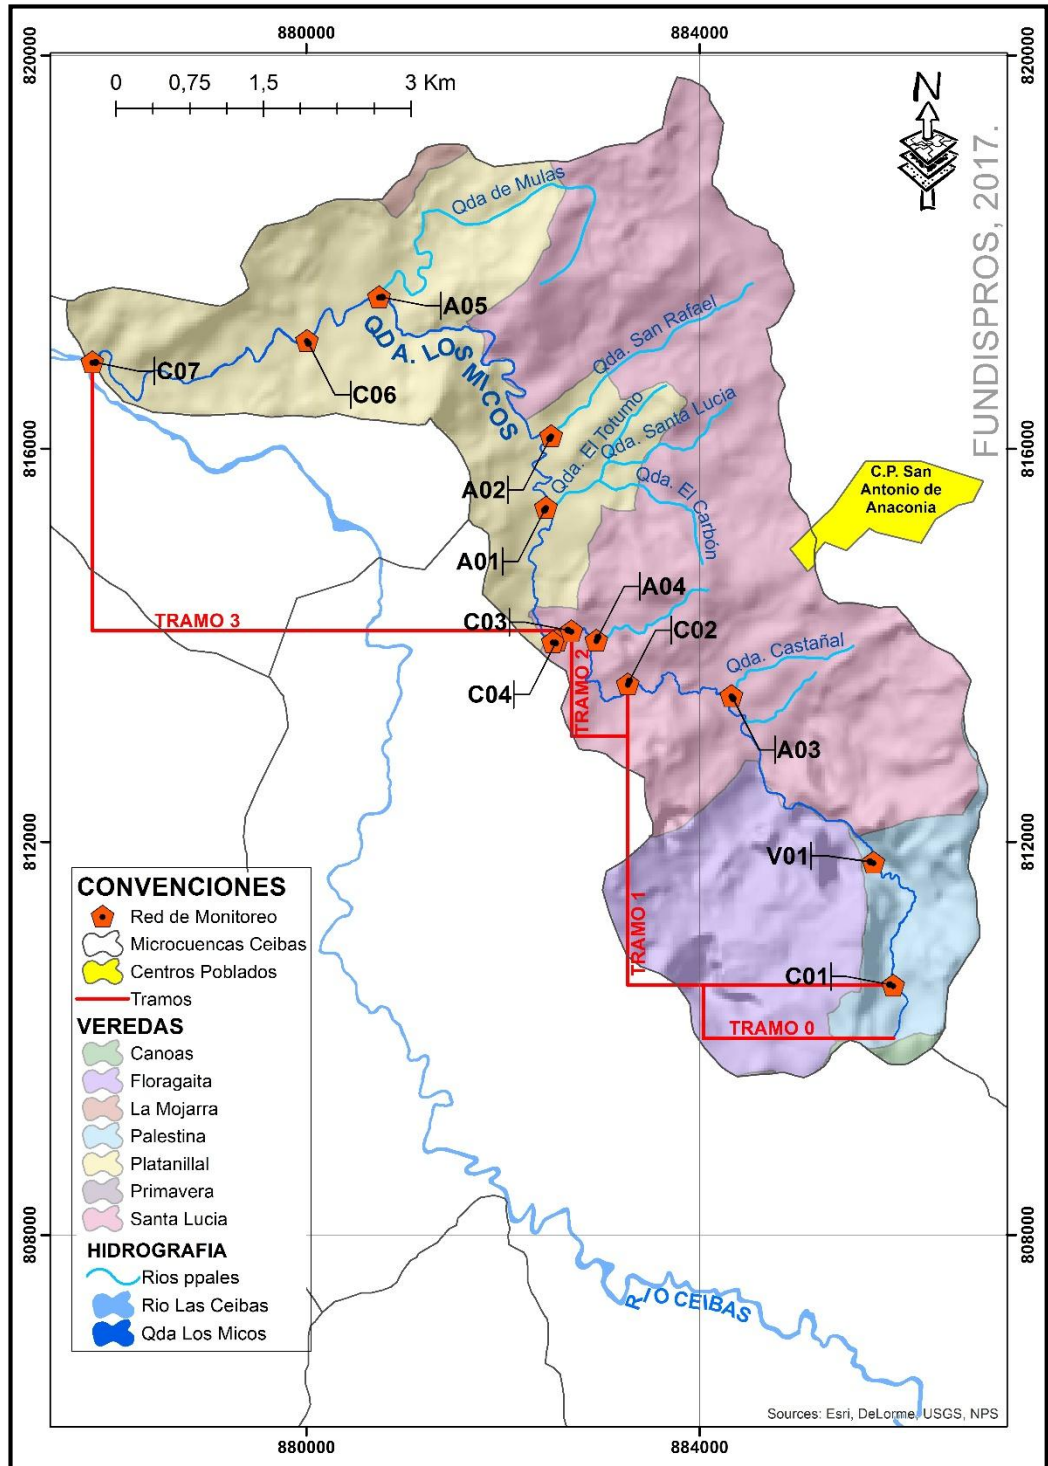 880000
884000
820000
820000
0 0,75 1,5 3 Km
N
FUNDISPROS, 2017.
Qda de Mulas
A05
QDA. LOS MICOS
Qda. San Rafael
C07
C06
Qda. El Totumo
Qda. Santa Lucia
816000
816000
A02
Qda. El Carbón
C.P. San
Antonio de
Anaconia
A01
A04
TRAMO 3
C03
C02
TRAMO 2
Qda. Castañal
C04
A03
812000
812000
V01
TRAMO 1
C01
TRAMO 0
CONVENCIONES
Red de Monitoreo
Microcuencas Ceibas
Centros Poblados
Tramos
VEREDAS
Canoas
Floragaita
La Mojarra
Palestina
Platanillal
Primavera
Santa Lucia
HIDROGRAFIA
Rios ppales
Rio Las Ceibas
Qda Los Micos
808000
808000
RIO CEIBAS
Sources: Esri, DeLorme, USGS, NPS
880000
884000